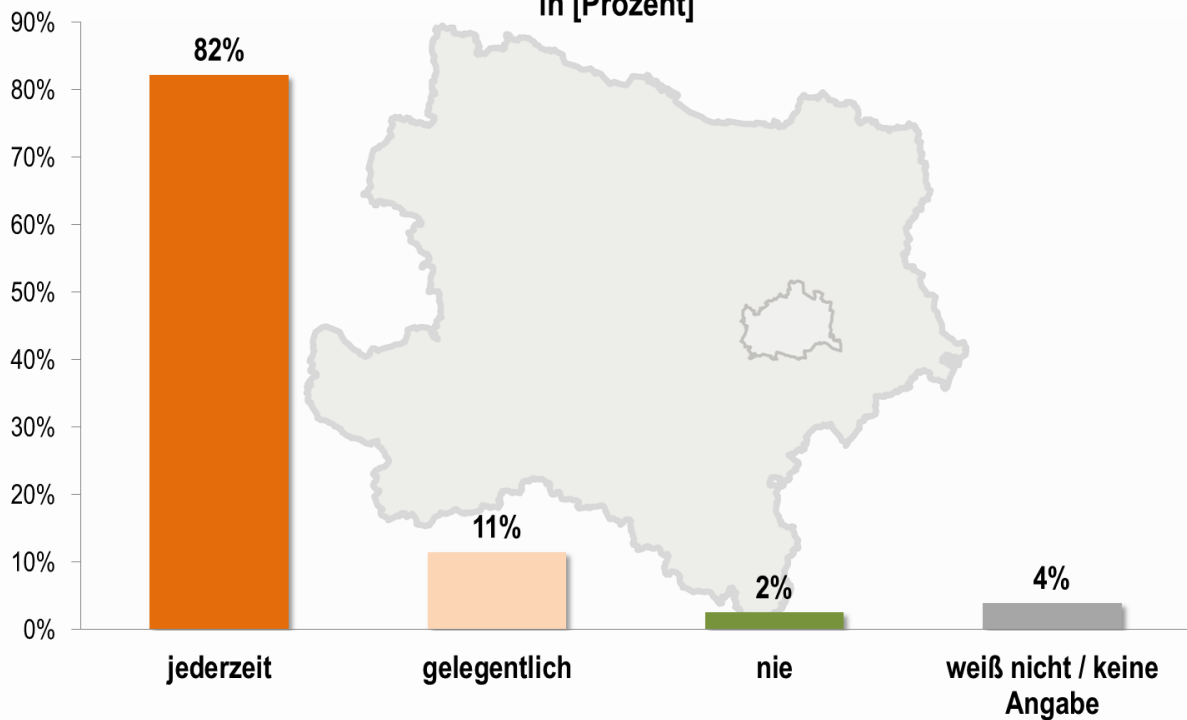 in [Prozent]
90%
80%
70%
60%
50%
40%
30%
20%
10%
0%
82%
11%
2%
4%
jederzeit
gelegentlich
nie
weiß nicht / keine
Angabe